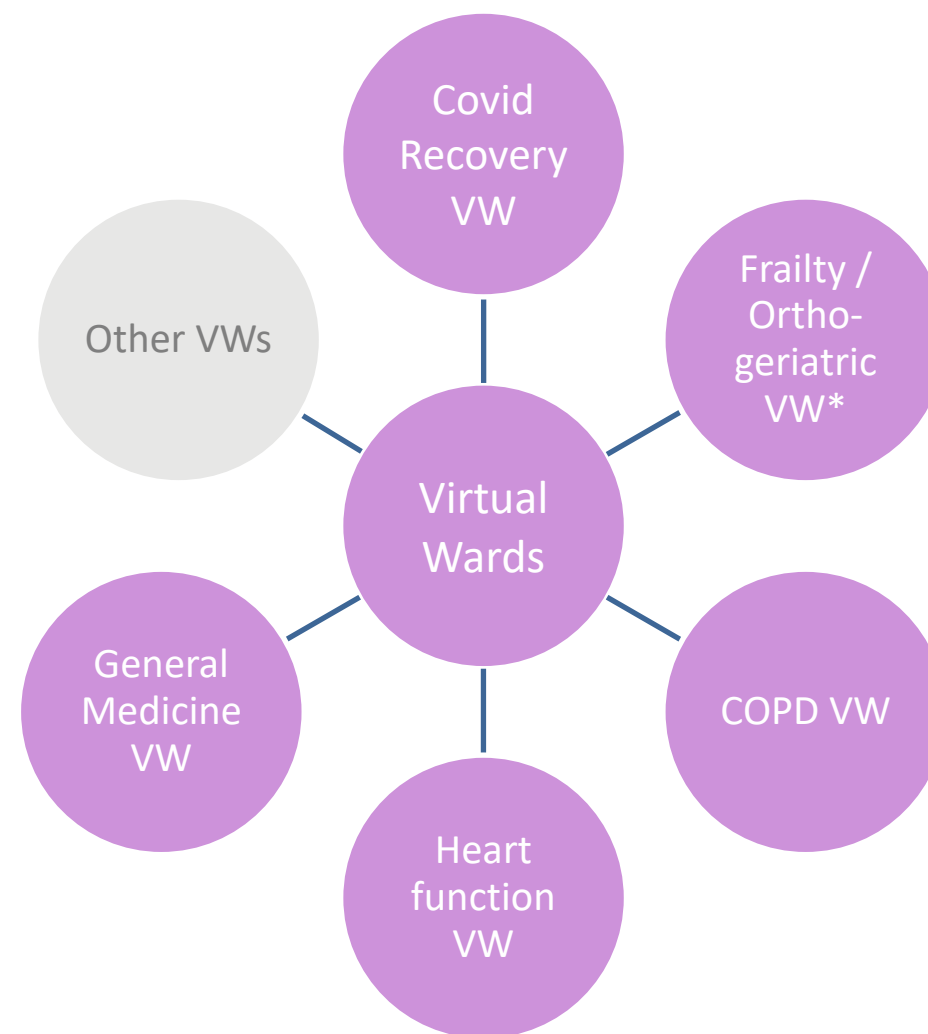 Covid
Recovery
VW
Frailty /
Ortho-
geriatric
VW*
Other VWs
Virtual
Wards
General
Medicine
VW
COPD VW
Heart
function
VW